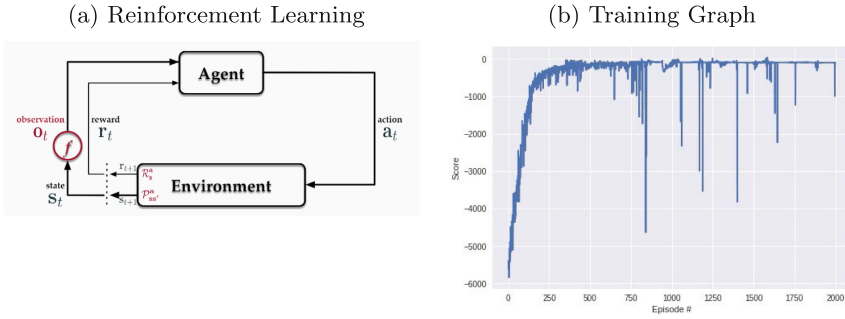 (a) Reinforcement Learning
Agent
observation
o_t
reward
r_t
action
a_t
f
r_{t+1}
R^a_s
Environment
state
s_t
s_{t+1}
P^a_{ss'}
(b) Training Graph
0
−1000
−2000
−3000
−4000
−5000
−6000
Score
0
250
500
750
1000
1250
1500
1750
2000
Episode #